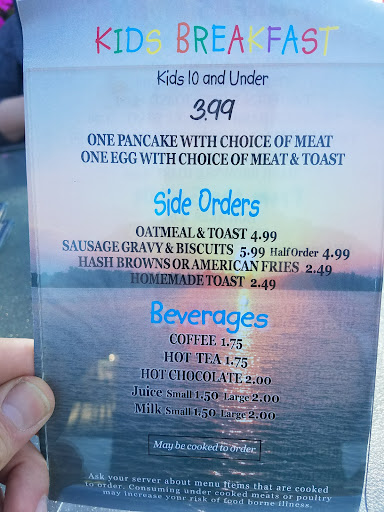 KIDS BREAKFAST
Kids 10 and Under
3.99
ONE PANCAKE WITH CHOICE OF MEAT
ONE EGG WITH CHOICE OF MEAT & TOAST
Side Orders
OATMEAL & TOAST 4.99
SAUSAGE GRAVY & BISCUITS 5.99 Half Order 4.99
HASH BROWNS OR AMERICAN FRIES 2.49
HOMEMADE TOAST 2.49
Beverages
COFFEE 1.75
HOT TEA 1.75
HOT CHOCOLATE 2.00
Juice Small 1.50 Large 2.00
Milk Small 1.50 Large 2.00
May be cooked to order.
Ask your server about menu items that are cooked
to order. Consuming under cooked meats or poultry
may increase your risk of food borne illness.